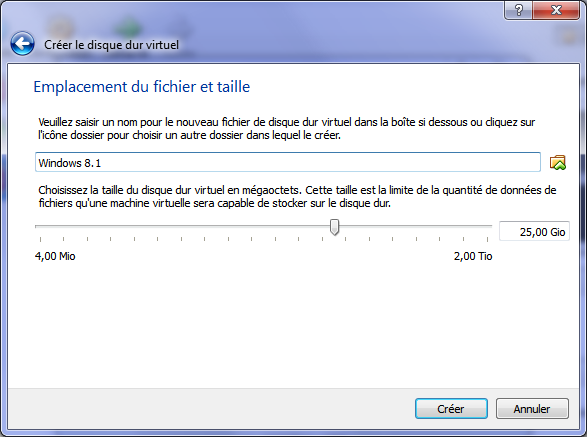 Créer le disque dur virtuel
Emplacement du fichier et taille
Veuillez saisir un nom pour le nouveau fichier de disque dur virtuel dans la boîte si dessous ou cliquez sur
l'icône dossier pour choisir un autre dossier dans lequel le créer.
Windows 8.1
Choisissez la taille du disque dur virtuel en mégaoctets. Cette taille est la limite de la quantité de données de
fichiers qu'une machine virtuelle sera capable de stocker sur le disque dur.
25,00 Gio
4,00 Mio 2,00 Tio
Créer Annuler